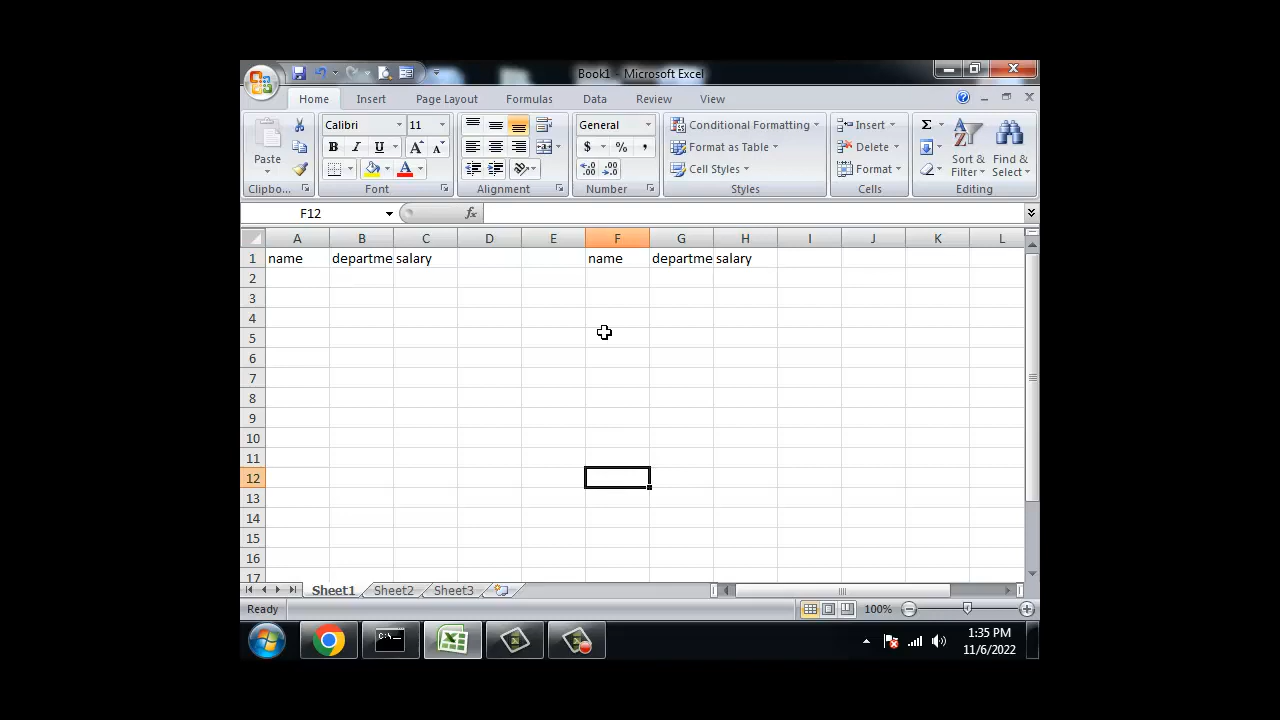 Book1 - Microsoft Excel
Home Insert Page Layout Formulas Data Review View
Paste
Clipbo...
Calibri 11
B I U A A
A
Font
Alignment
General
$ % ,
Number
Conditional Formatting
Format as Table
Cell Styles
Styles
Insert
Delete
Format
Cells
Σ
Sort & Filter
Find & Select
Editing
F12 fx
A B C D E F G H I J K L
1 name departme salary name departme salary
2
3
4
5
6
7
8
9
10
11
12
13
14
15
16
17
Sheet1 Sheet2 Sheet3
Ready 100%
1:35 PM
11/6/2022